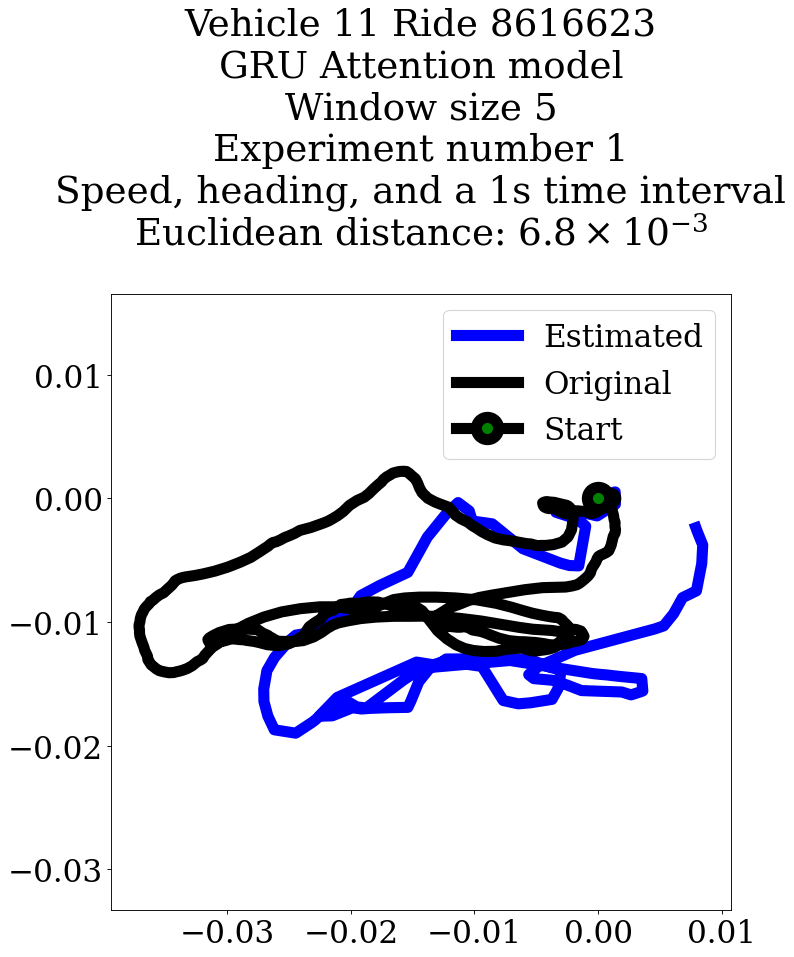 Vehicle 11 Ride 8616623
GRU Attention model
Window size 5
Experiment number 1
Speed, heading, and a 1s time interval
Euclidean distance: 6.8 × 10⁻³
Estimated
Original
Start
0.01
0.00
−0.01
−0.02
−0.03
−0.03 −0.02 −0.01 0.00 0.01